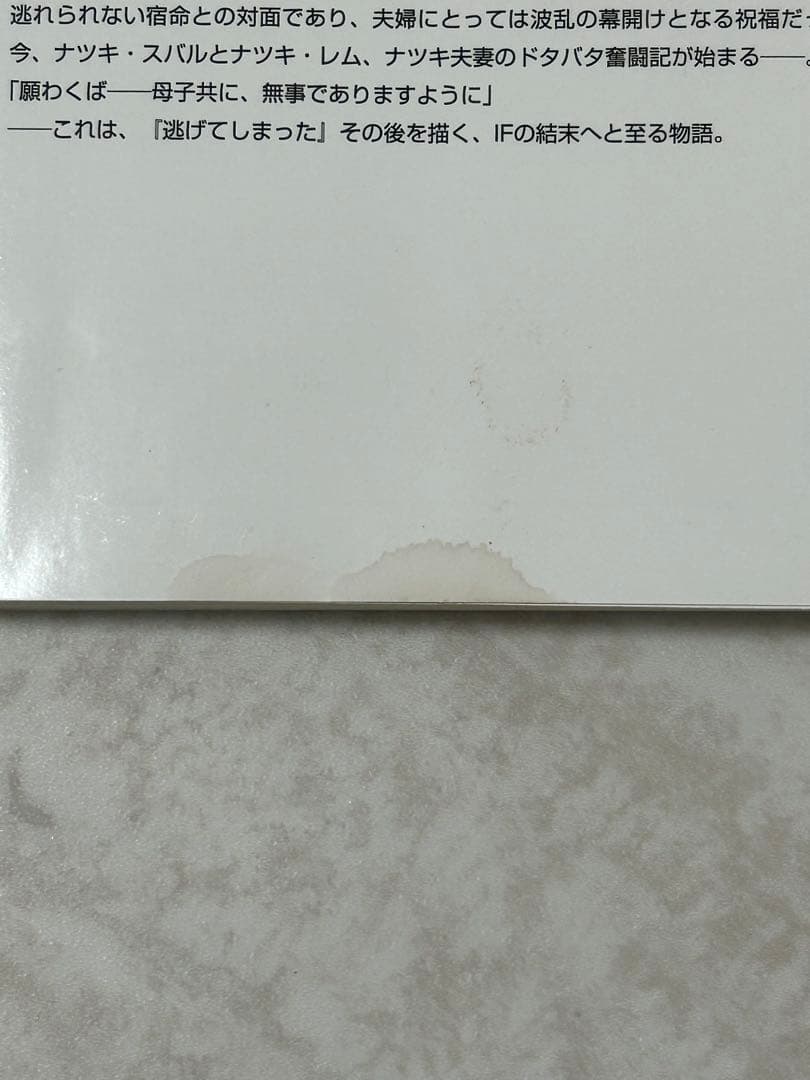 逃れられない宿命との対面であり、夫婦にとっては波乱の幕開けとなる祝福だっ
今、ナツキ・スバルとナツキ・レム、ナツキ夫妻のドタバタ奮闘記が始まる――。
「願わくば――母子共に、無事でありますように」
――これは、『逃げてしまった』その後を描く、IFの結末へと至る物語。